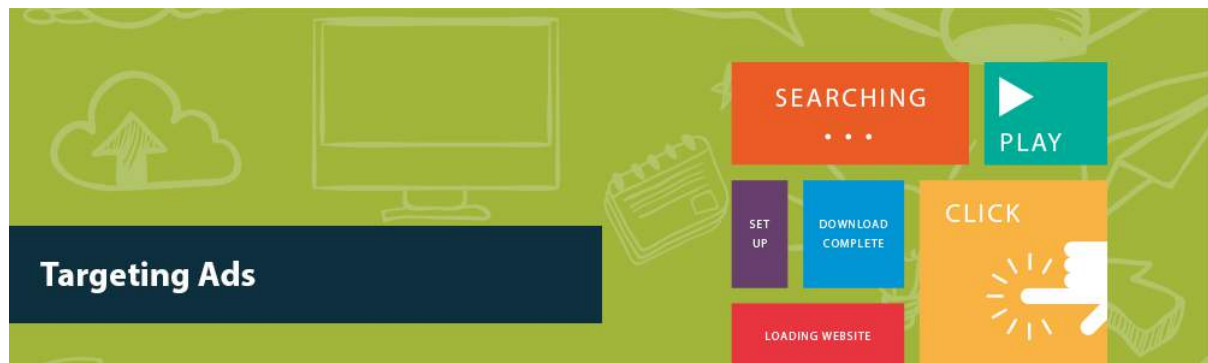 SEARCHING
PLAY
SET
UP
DOWNLOAD
COMPLETE
CLICK
Targeting Ads
LOADING WEBSITE